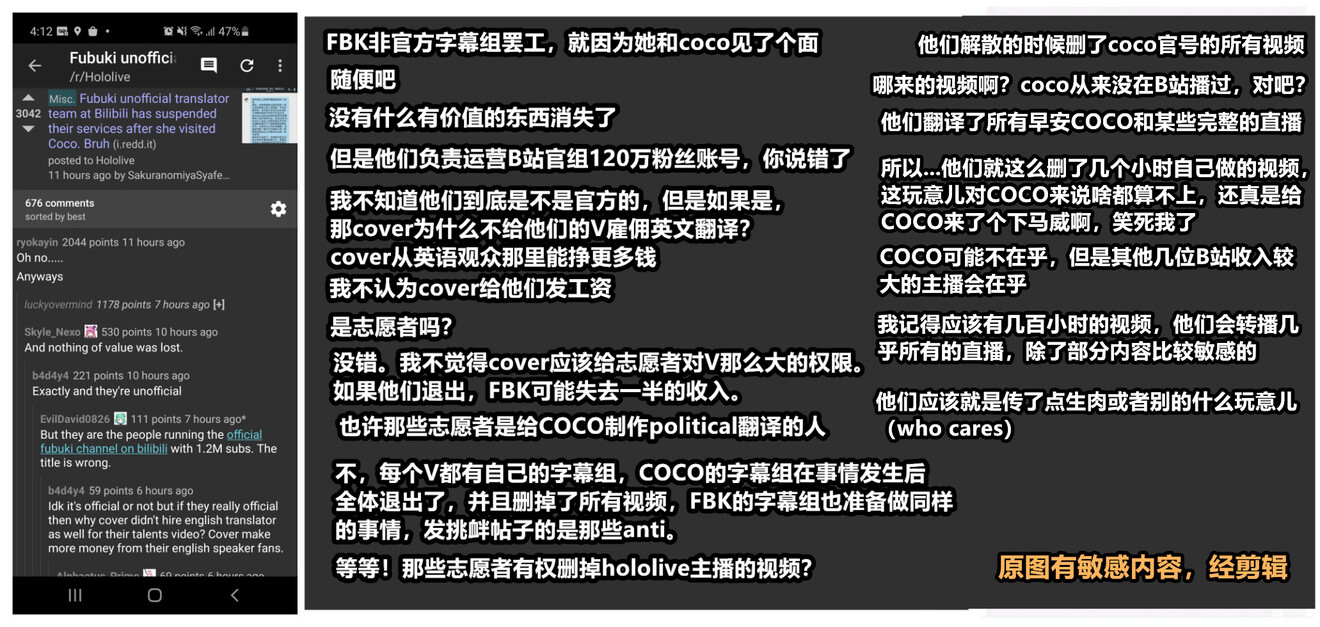 4:12
47%
Fubuki unoffici
/r/Hololive
3042
Misc. Fubuki unofficial translator
team at Bilibili has suspended
their services after she visited
Coco. Bruh (i.redd.it)
posted to Hololive
11 hours ago by SakuranomiyaSyafe...
676 comments
sorted by best
ryokayin 2044 points 11 hours ago
Oh no.....
Anyways
luckyovermind 1178 points 7 hours ago [+]
Skyle_Nexo 530 points 10 hours ago
And nothing of value was lost.
b4d4y4 221 points 10 hours ago
Exactly and they're unofficial
EvilDavid0826 111 points 7 hours ago*
But they are the people running the official
fubuki channel on bilibili with 1.2M subs. The
title is wrong.
b4d4y4 59 points 6 hours ago
Idk it's official or not but if they really official
then why cover didn't hire english translator
as well for their talents video? Cover make
more money from their english speaker fans.
Alphactus_Prime 69 points 6 hours ago
FBK非官方字幕组罢工，就因为她和coco见了个面
随便吧
没有什么有价值的东西消失了
但是他们负责运营B站官组120万粉丝账号，你说错了
我不知道他们到底是不是官方的，但是如果是，
那cover为什么不给他们的V雇佣英文翻译？
cover从英语观众那里能挣更多钱
我不认为cover给他们发工资
是志愿者吗？
没错。我不觉得cover应该给志愿者对V那么大的权限。
如果他们退出，FBK可能失去一半的收入。
也许那些志愿者是给COCO制作political翻译的人
不，每个V都有自己的字幕组，COCO的字幕组在事情发生后
全体退出了，并且删掉了所有视频，FBK的字幕组也准备做同样
的事情，发挑衅帖子的是那些anti。
等等！那些志愿者有权删掉hololive主播的视频？
他们解散的时候删了coco官号的所有视频
哪来的视频啊？coco从来没在B站播过，对吧？
他们翻译了所有早安COCO和某些完整的直播
所以...他们就这么删了几个小时自己做的视频，
这玩意儿对COCO来说啥都算不上，还真是给
COCO来了个下马威啊，笑死我了
COCO可能不在乎，但是其他几位B站收入较
大的主播会在乎
我记得应该有几百小时的视频，他们会转播几
乎所有的直播，除了部分内容比较敏感的
他们应该就是传了点生肉或者别的什么玩意儿
（who cares）
原图有敏感内容，经剪辑